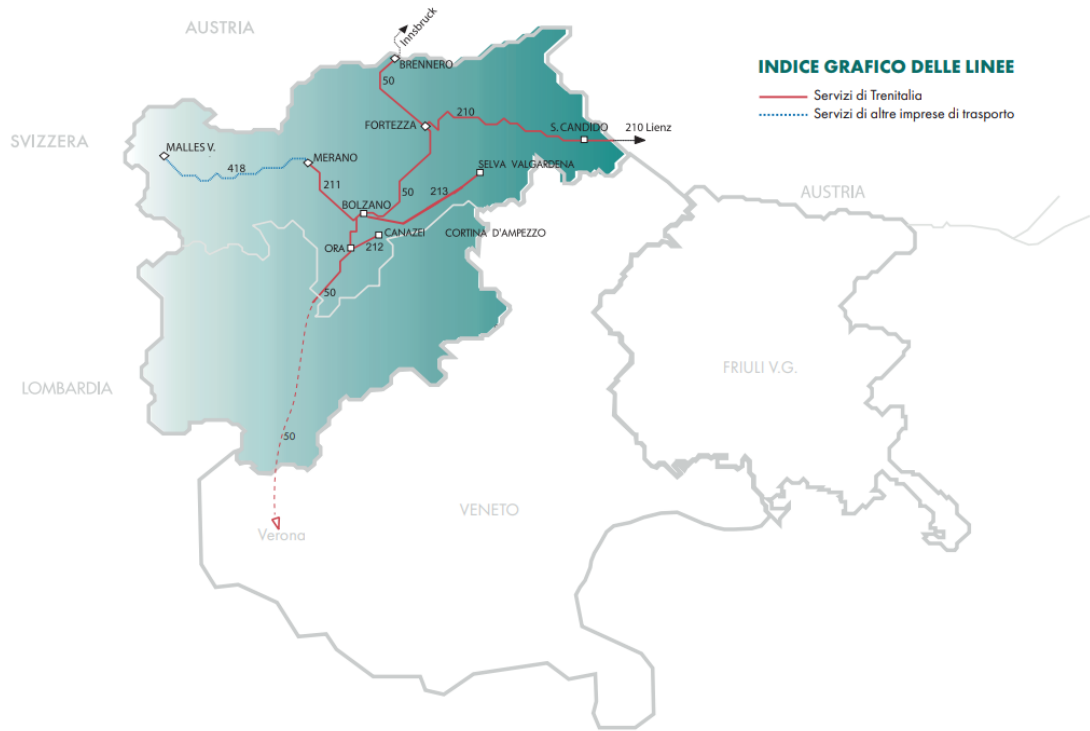 AUSTRIA
Innsbruck
BRENNERO
INDICE GRAFICO DELLE LINEE
50
Servizi di Trenitalia
Servizi di altre imprese di trasporto
210
FORTEZZA
S. CANDIDO
210 Lienz
SVIZZERA
MALLES V.
MERANO
418
SELVA VALGARDENA
211
50
213
AUSTRIA
BOLZANO
CANAZEI
CORTINA D'AMPEZZO
ORA
212
50
FRIULI V.G.
LOMBARDIA
50
VENETO
Verona